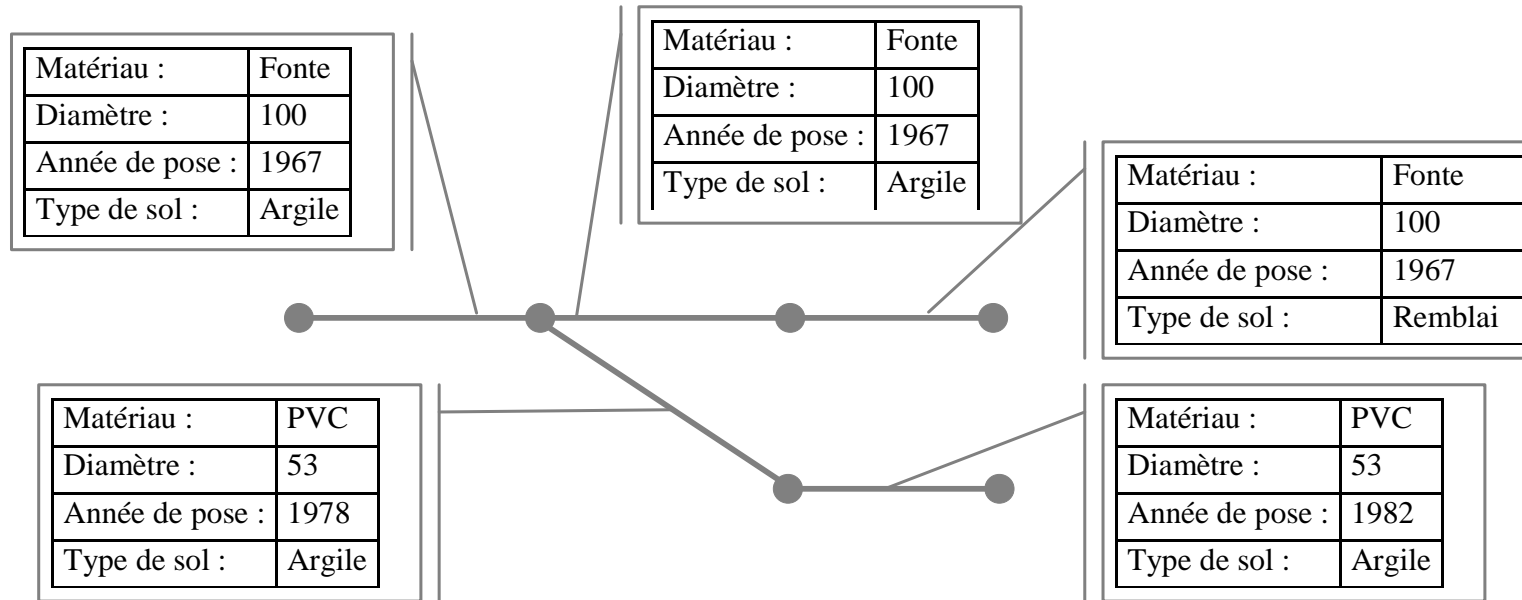 Matériau : Fonte
Diamètre : 100
Année de pose : 1967
Type de sol : Argile
Matériau : Fonte
Diamètre : 100
Année de pose : 1967
Type de sol : Argile
Matériau : Fonte
Diamètre : 100
Année de pose : 1967
Type de sol : Remblai
Matériau : PVC
Diamètre : 53
Année de pose : 1978
Type de sol : Argile
Matériau : PVC
Diamètre : 53
Année de pose : 1982
Type de sol : Argile